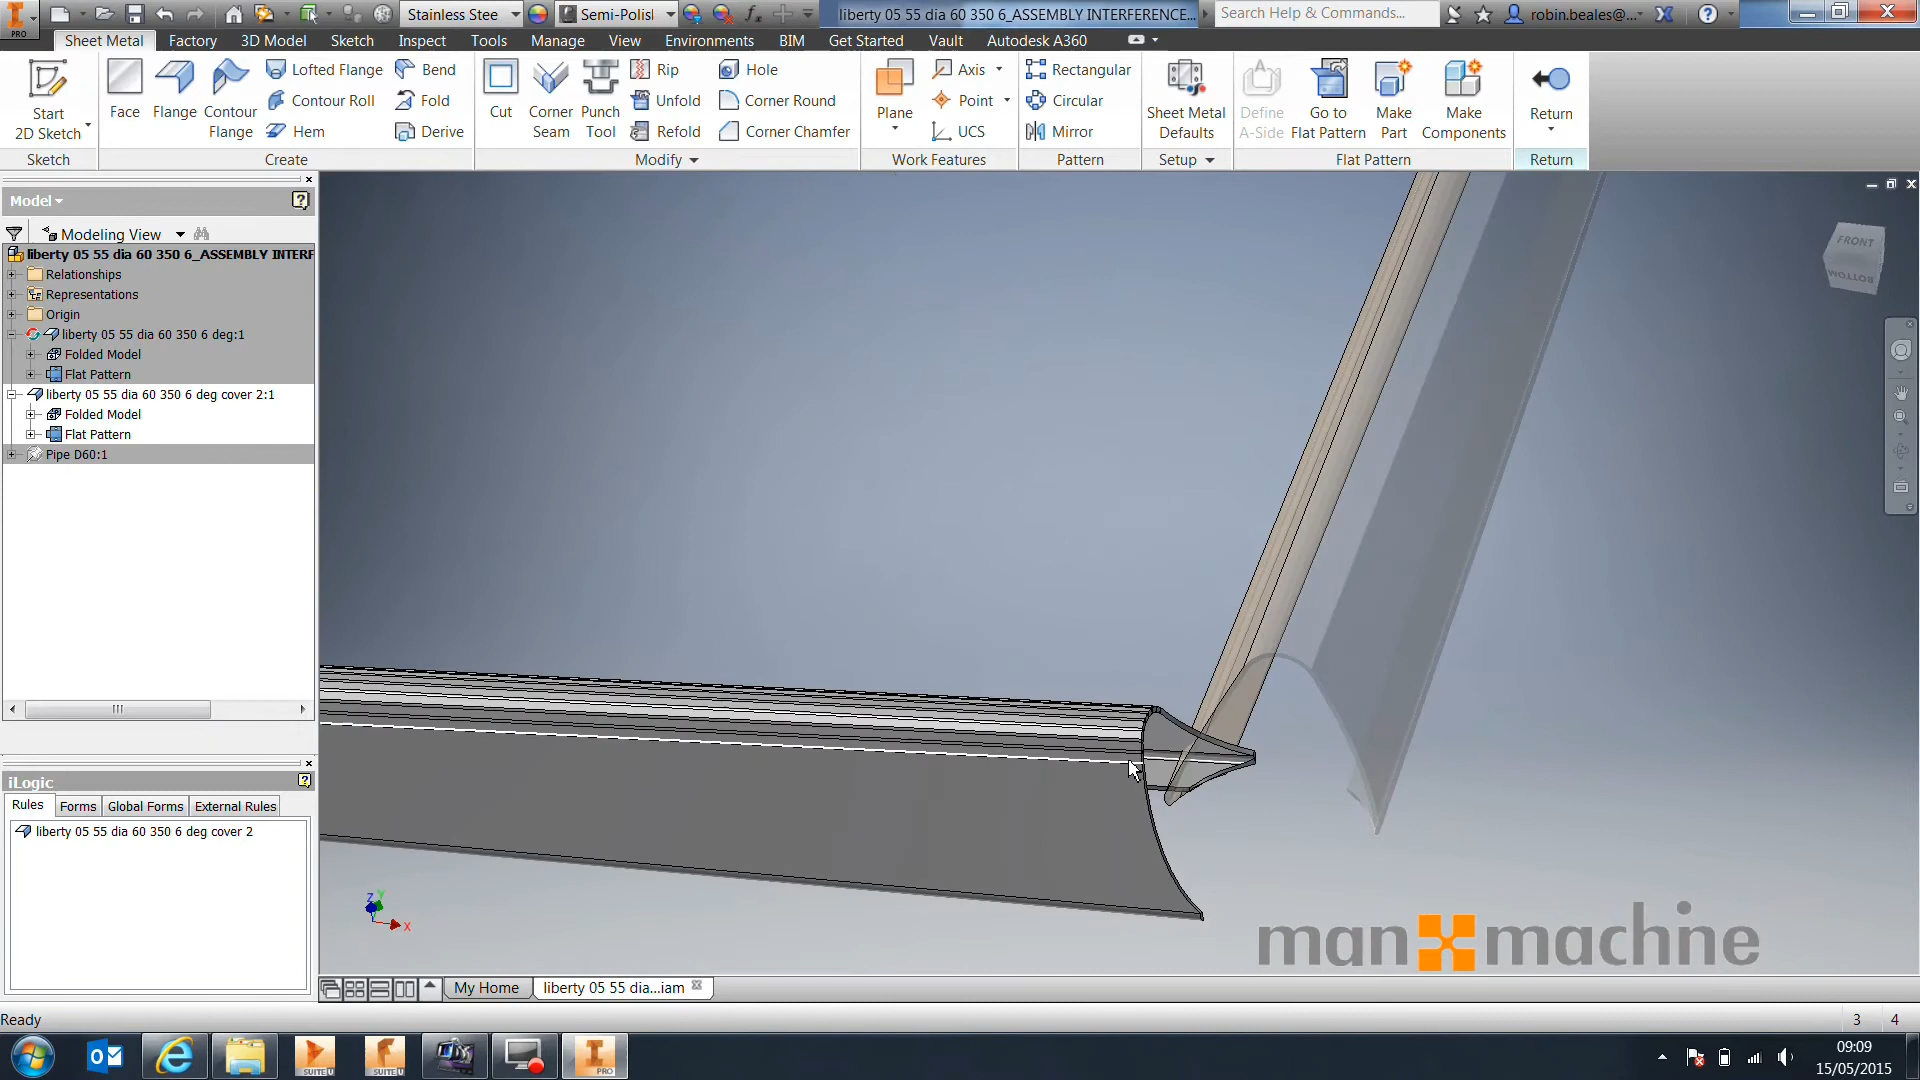 PRO
Stainless Stee
Semi-Polisl
liberty 05 55 dia 60 350 6_ASSEMBLY INTERFERENCE...
Search Help & Commands...
robin.beales@...
Sheet Metal
Factory
3D Model
Sketch
Inspect
Tools
Manage
View
Environments
BIM
Get Started
Vault
Autodesk A360
Start
2D Sketch
Face
Flange
Contour
Flange
Lofted Flange
Contour Roll
Hem
Bend
Fold
Derive
Cut
Corner
Seam
Punch
Tool
Rip
Unfold
Refold
Hole
Corner Round
Corner Chamfer
Plane
Axis
Point
UCS
Rectangular
Circular
Mirror
Sheet Metal
Defaults
Define
A-Side
Go to
Flat Pattern
Make
Part
Make
Components
Return
Sketch
Create
Modify
Work Features
Pattern
Setup
Flat Pattern
Return
Model
Modeling View
liberty 05 55 dia 60 350 6_ASSEMBLY INTERF
Relationships
Representations
Origin
liberty 05 55 dia 60 350 6 deg:1
Folded Model
Flat Pattern
liberty 05 55 dia 60 350 6 deg cover 2:1
Folded Model
Flat Pattern
Pipe D60:1
FRONT
BOTTOM
iLogic
Rules
Forms
Global Forms
External Rules
liberty 05 55 dia 60 350 6 deg cover 2
Z
Y
X
man machine
My Home
liberty 05 55 dia...iam
Ready
3
4
SUITE U
SUITE U
PRO
09:09
15/05/2015